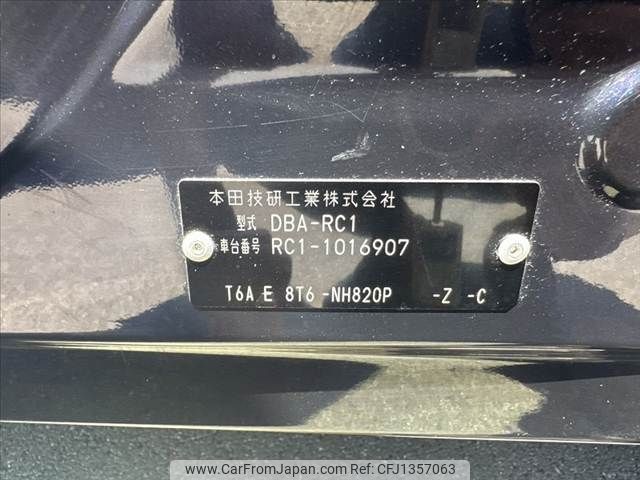 本田技研工業株式会社
型式 DBA-RC1
車台番号 RC1-1016907
T6A E 8T6 -NH820P -Z -C
www.CarFromJapan.com - REF NO: CFJ1357063